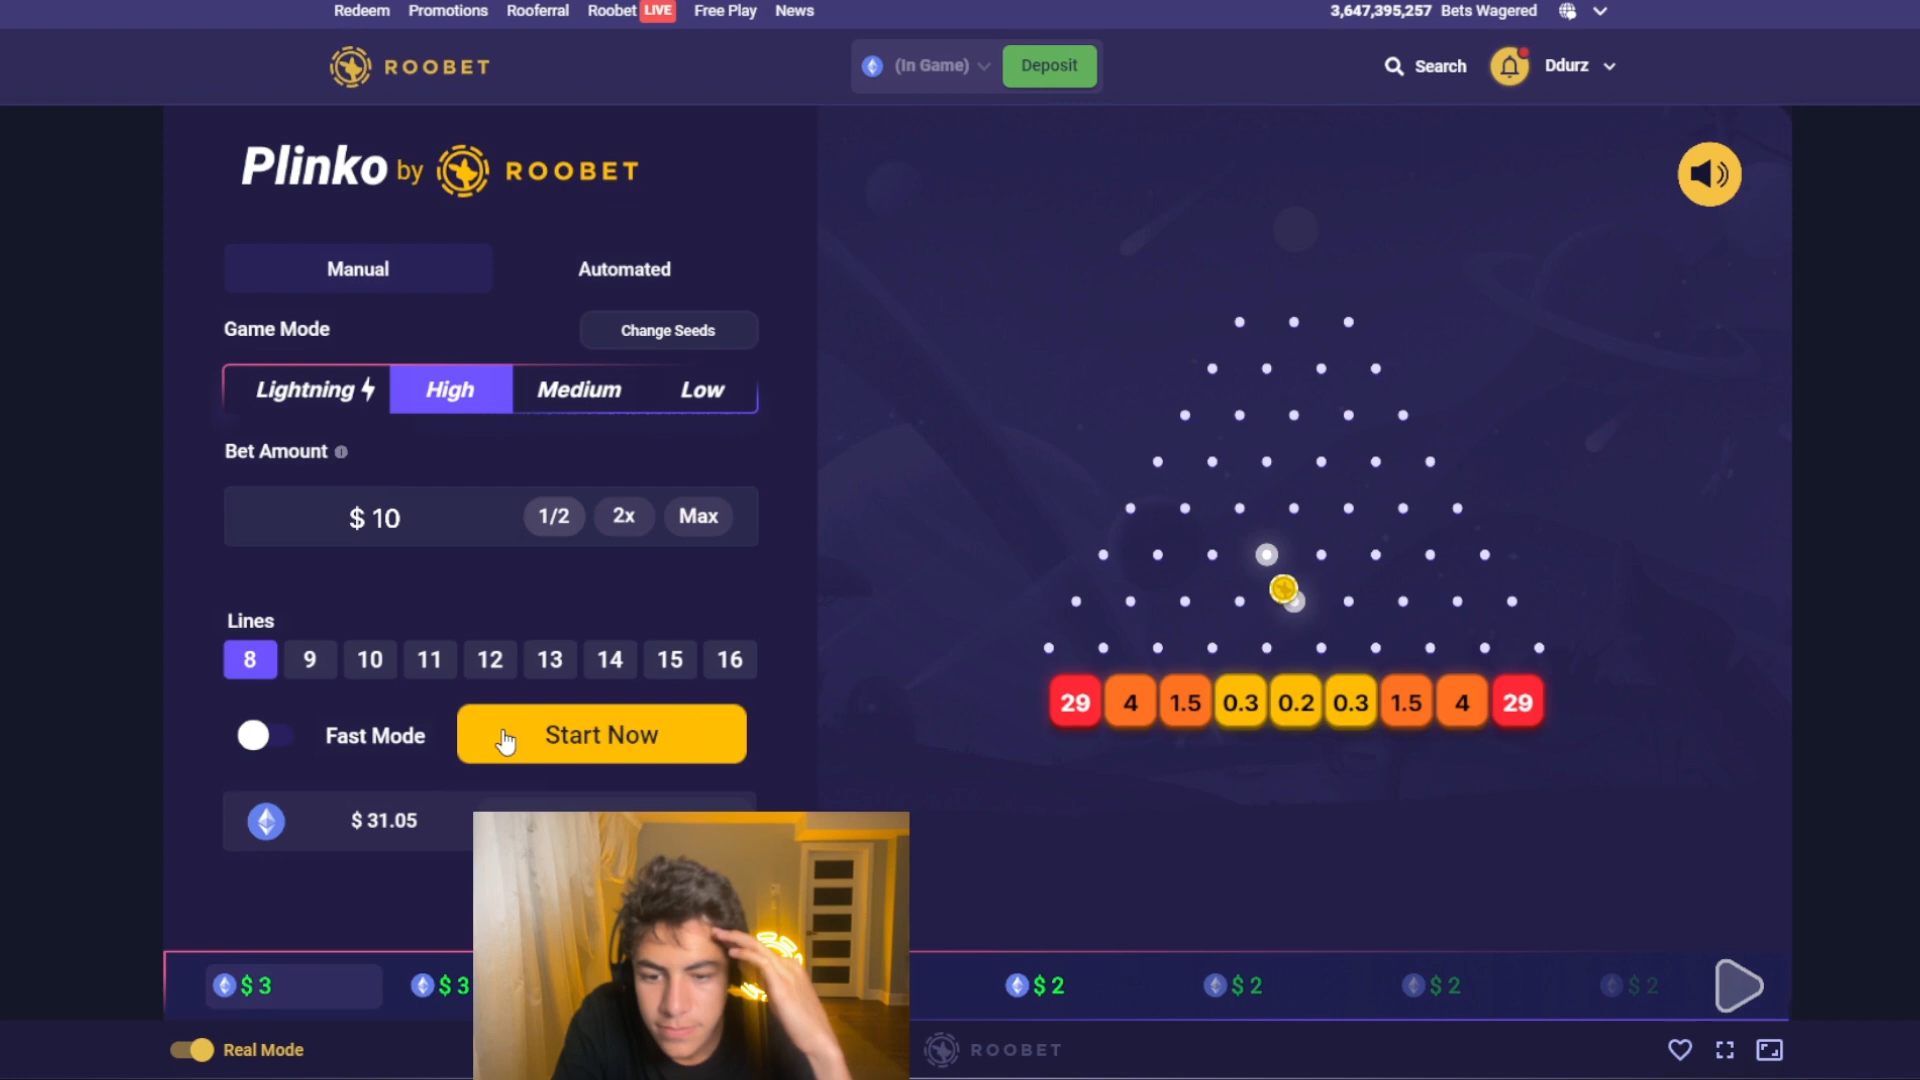 Redeem Promotions Rooferral Roobet LIVE Free Play News 3,647,395,257 Bets Wagered
ROOBET (In Game) Deposit Search Ddurz
Plinko by ROOBET
Manual Automated
Game Mode Change Seeds
Lightning High Medium Low
Bet Amount
$ 10 1/2 2x Max
Lines
8 9 10 11 12 13 14 15 16
29 4 1.5 0.3 0.2 0.3 1.5 4 29
Fast Mode Start Now
$ 31.05
$ 3 $ 3 $ 2 $ 2 $ 2 $ 2
Real Mode ROOBET